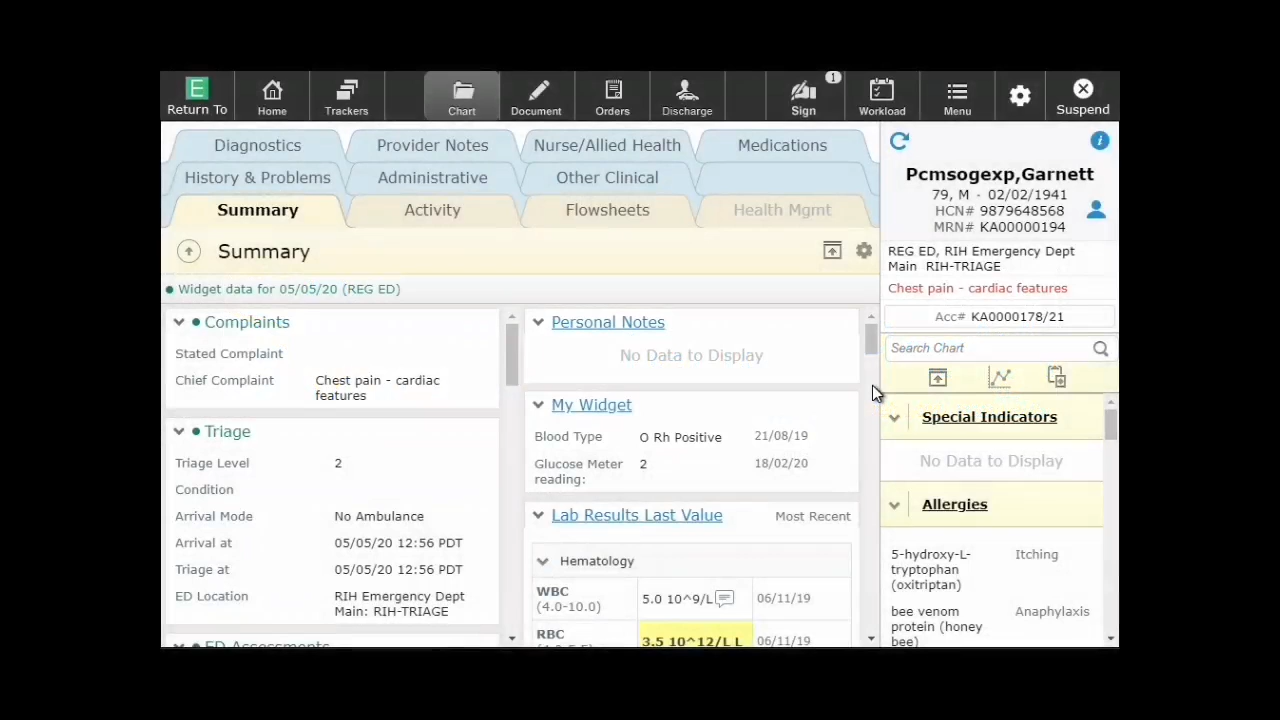 E
Return To
Home
Trackers
Chart
Document
Orders
Discharge
1
Sign
Workload
Menu
Suspend
Diagnostics
Provider Notes
Nurse/Allied Health
Medications
History & Problems
Administrative
Other Clinical
Summary
Activity
Flowsheets
Health Mgmt
Summary
Widget data for 05/05/20 (REG ED)
Complaints
Stated Complaint
Chief Complaint Chest pain - cardiac
features
Triage
Triage Level 2
Condition
Arrival Mode No Ambulance
Arrival at 05/05/20 12:56 PDT
Triage at 05/05/20 12:56 PDT
ED Location RIH Emergency Dept
Main: RIH-TRIAGE
ED Assessments
Personal Notes
No Data to Display
My Widget
Blood Type O Rh Positive 21/08/19
Glucose Meter 2 18/02/20
reading:
Lab Results Last Value Most Recent
Hematology
WBC 5.0 10^9/L 06/11/19
(4.0-10.0)
RBC 3.5 10^12/L L 06/11/19
i
Pcmsogexp,Garnett
79, M · 02/02/1941
HCN# 9879648568
MRN# KA00000194
REG ED, RIH Emergency Dept
Main RIH-TRIAGE
Chest pain - cardiac features
Acc# KA0000178/21
Search Chart
Special Indicators
No Data to Display
Allergies
5-hydroxy-L- Itching
tryptophan
(oxitriptan)
bee venom Anaphylaxis
protein (honey
bee)